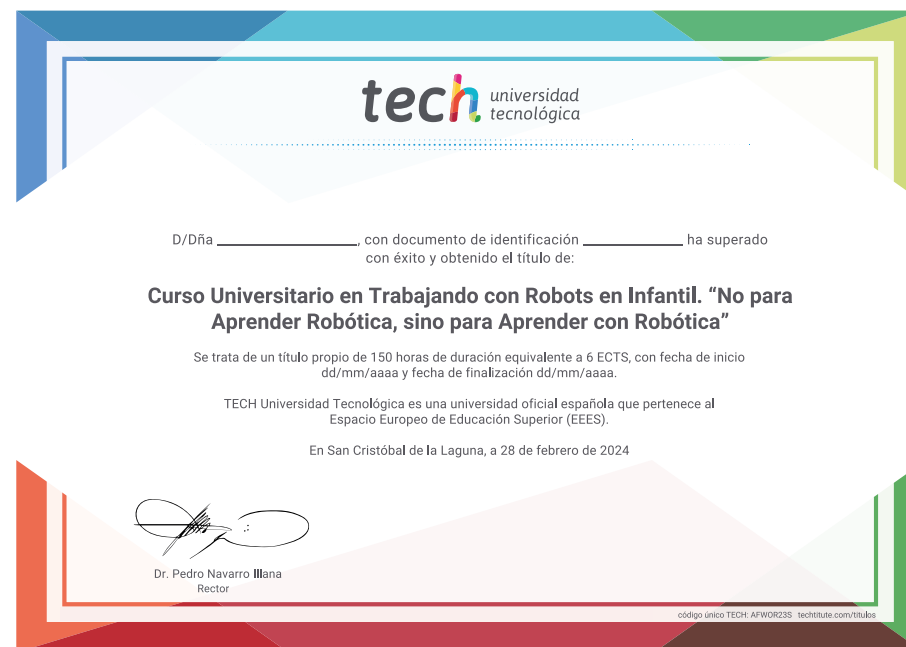 tech universidad
tecnológica
D/Dña ____________, con documento de identificación ____________ ha superado
con éxito y obtenido el título de:
Curso Universitario en Trabajando con Robots en Infantil. “No para
Aprender Robótica, sino para Aprender con Robótica”
Se trata de un título propio de 150 horas de duración equivalente a 6 ECTS, con fecha de inicio
dd/mm/aaaa y fecha de finalización dd/mm/aaaa.
TECH Universidad Tecnológica es una universidad oficial española que pertenece al
Espacio Europeo de Educación Superior (EEES).
En San Cristóbal de la Laguna, a 28 de febrero de 2024
Dr. Pedro Navarro Illana
Rector
código único TECH: AFWOR23S techtitute.com/titulos